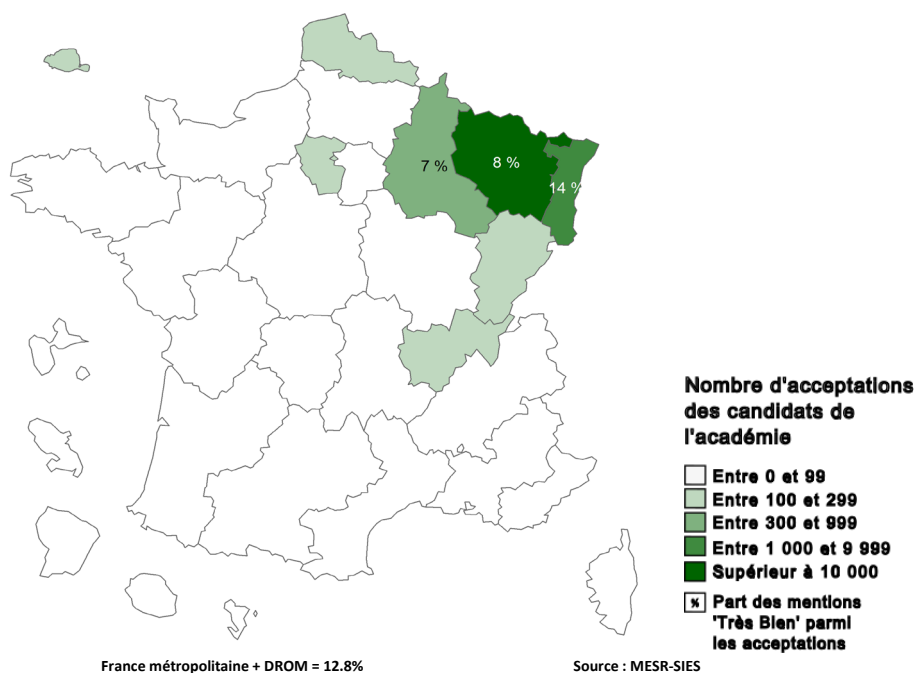 7 %
8 %
14 %
Nombre d'acceptations
des candidats de
l'académie
Entre 0 et 99
Entre 100 et 299
Entre 300 et 999
Entre 1 000 et 9 999
Supérieur à 10 000
% Part des mentions
'Très Bien' parmi
les acceptations
France métropolitaine + DROM = 12.8%
Source : MESR-SIES